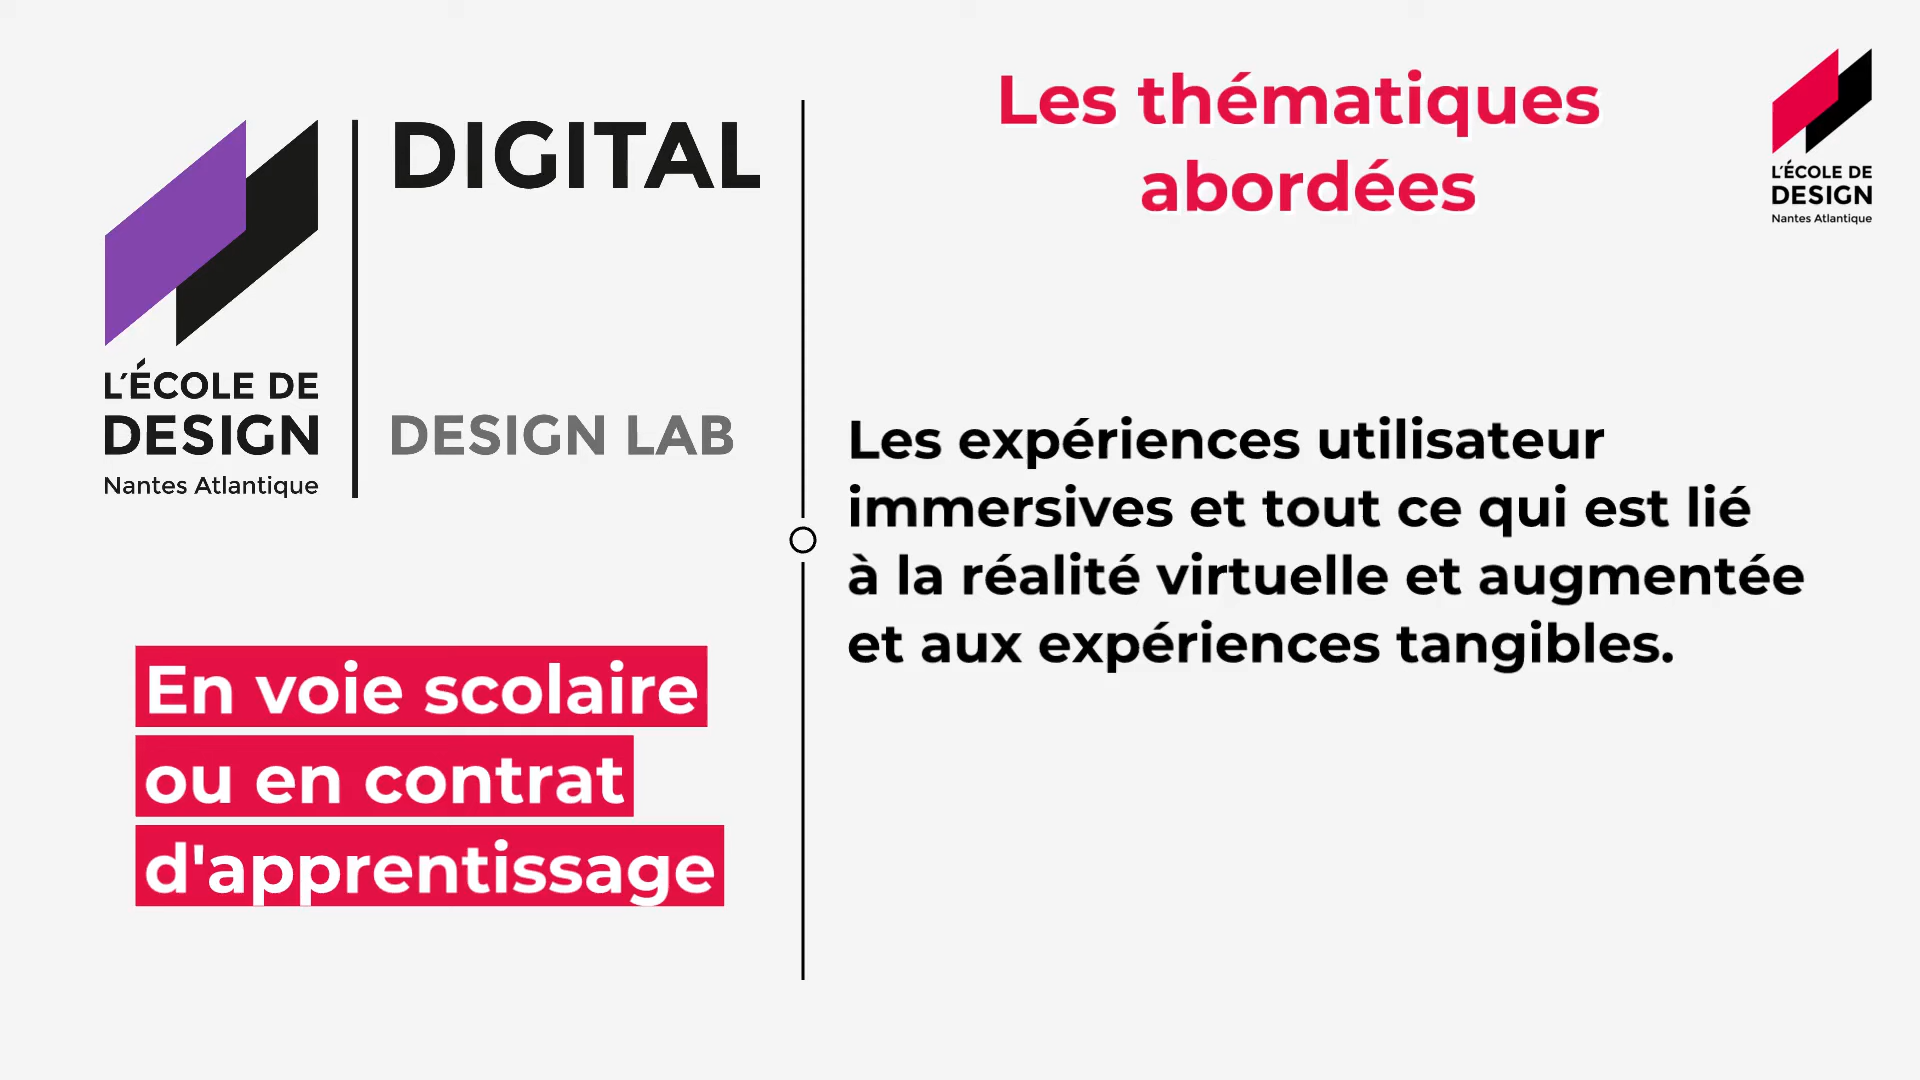 DIGITAL
L'ÉCOLE DE
DESIGN
Nantes Atlantique
DESIGN LAB
En voie scolaire
ou en contrat
d'apprentissage
Les thématiques
abordées
Les expériences utilisateur
immersives et tout ce qui est lié
à la réalité virtuelle et augmentée
et aux expériences tangibles.
L'ÉCOLE DE
DESIGN
Nantes Atlantique